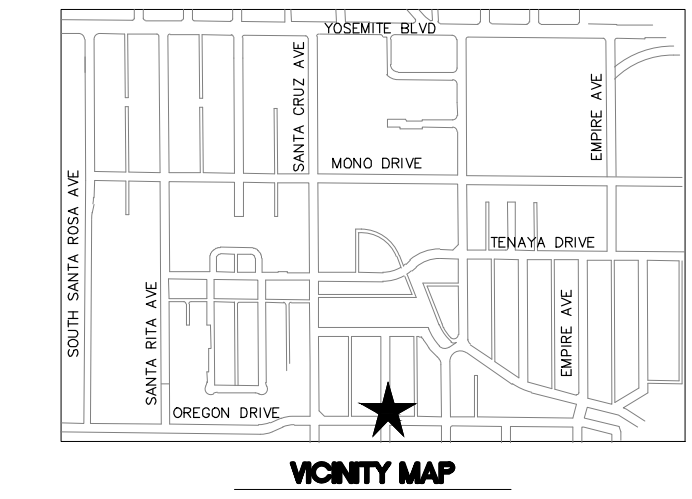 YOSEMITE BLVD
SANTA CRUZ AVE
EMPIRE AVE
MONO DRIVE
SOUTH SANTA ROSA AVE
TENAYA DRIVE
SANTA RITA AVE
EMPIRE AVE
OREGON DRIVE
VICINITY MAP